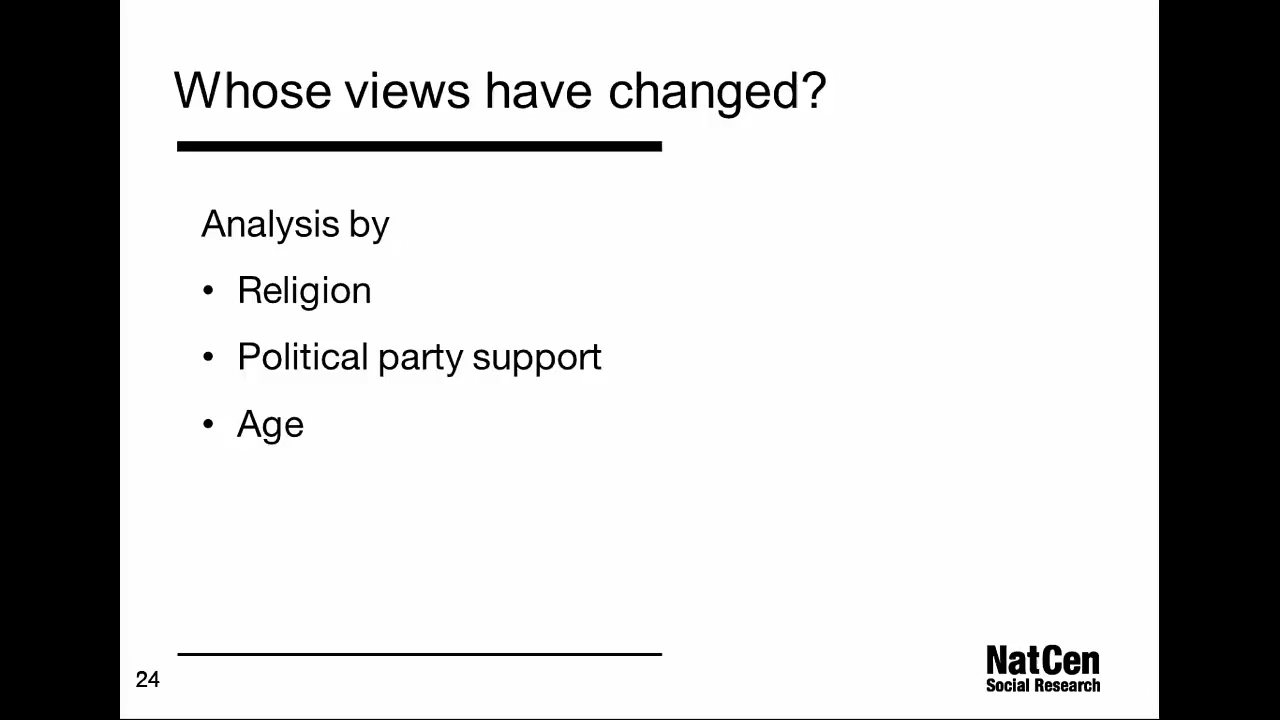 Whose views have changed?
Analysis by
• Religion
• Political party support
• Age
24
NatCen
Social Research